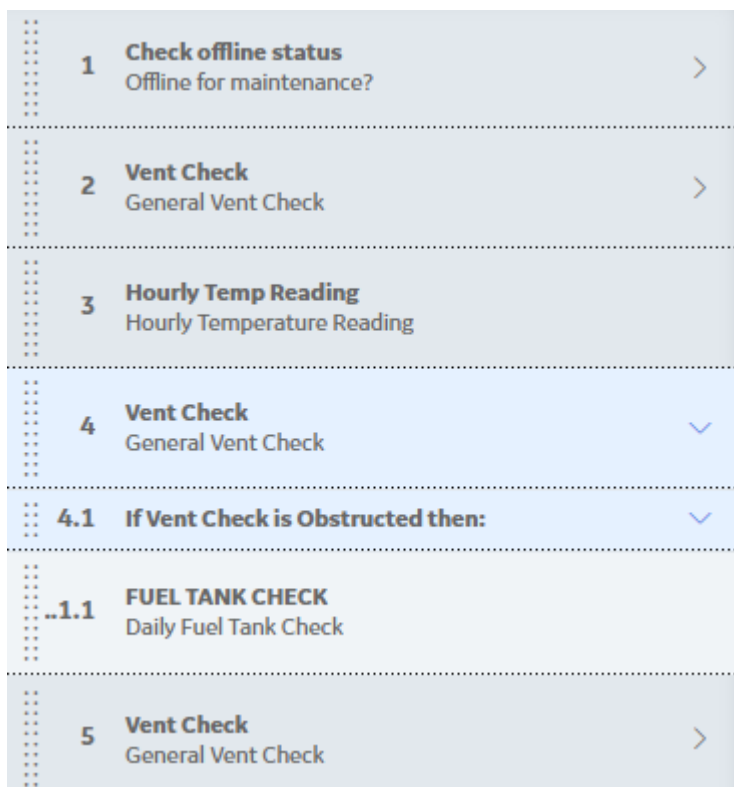 1 Check offline status
Offline for maintenance?
2 Vent Check
General Vent Check
3 Hourly Temp Reading
Hourly Temperature Reading
4 Vent Check
General Vent Check
4.1 If Vent Check is Obstructed then:
..1.1 FUEL TANK CHECK
Daily Fuel Tank Check
5 Vent Check
General Vent Check